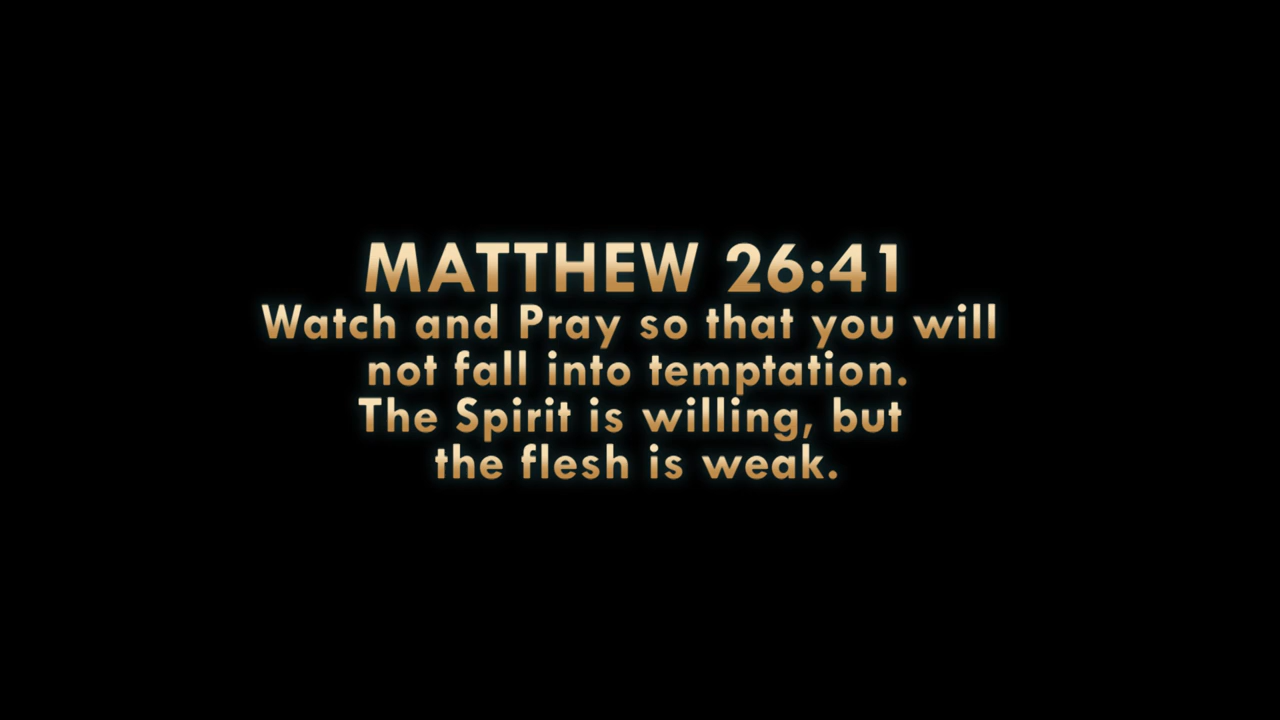 MATTHEW 26:41
Watch and Pray so that you will
not fall into temptation.
The Spirit is willing, but
the flesh is weak.